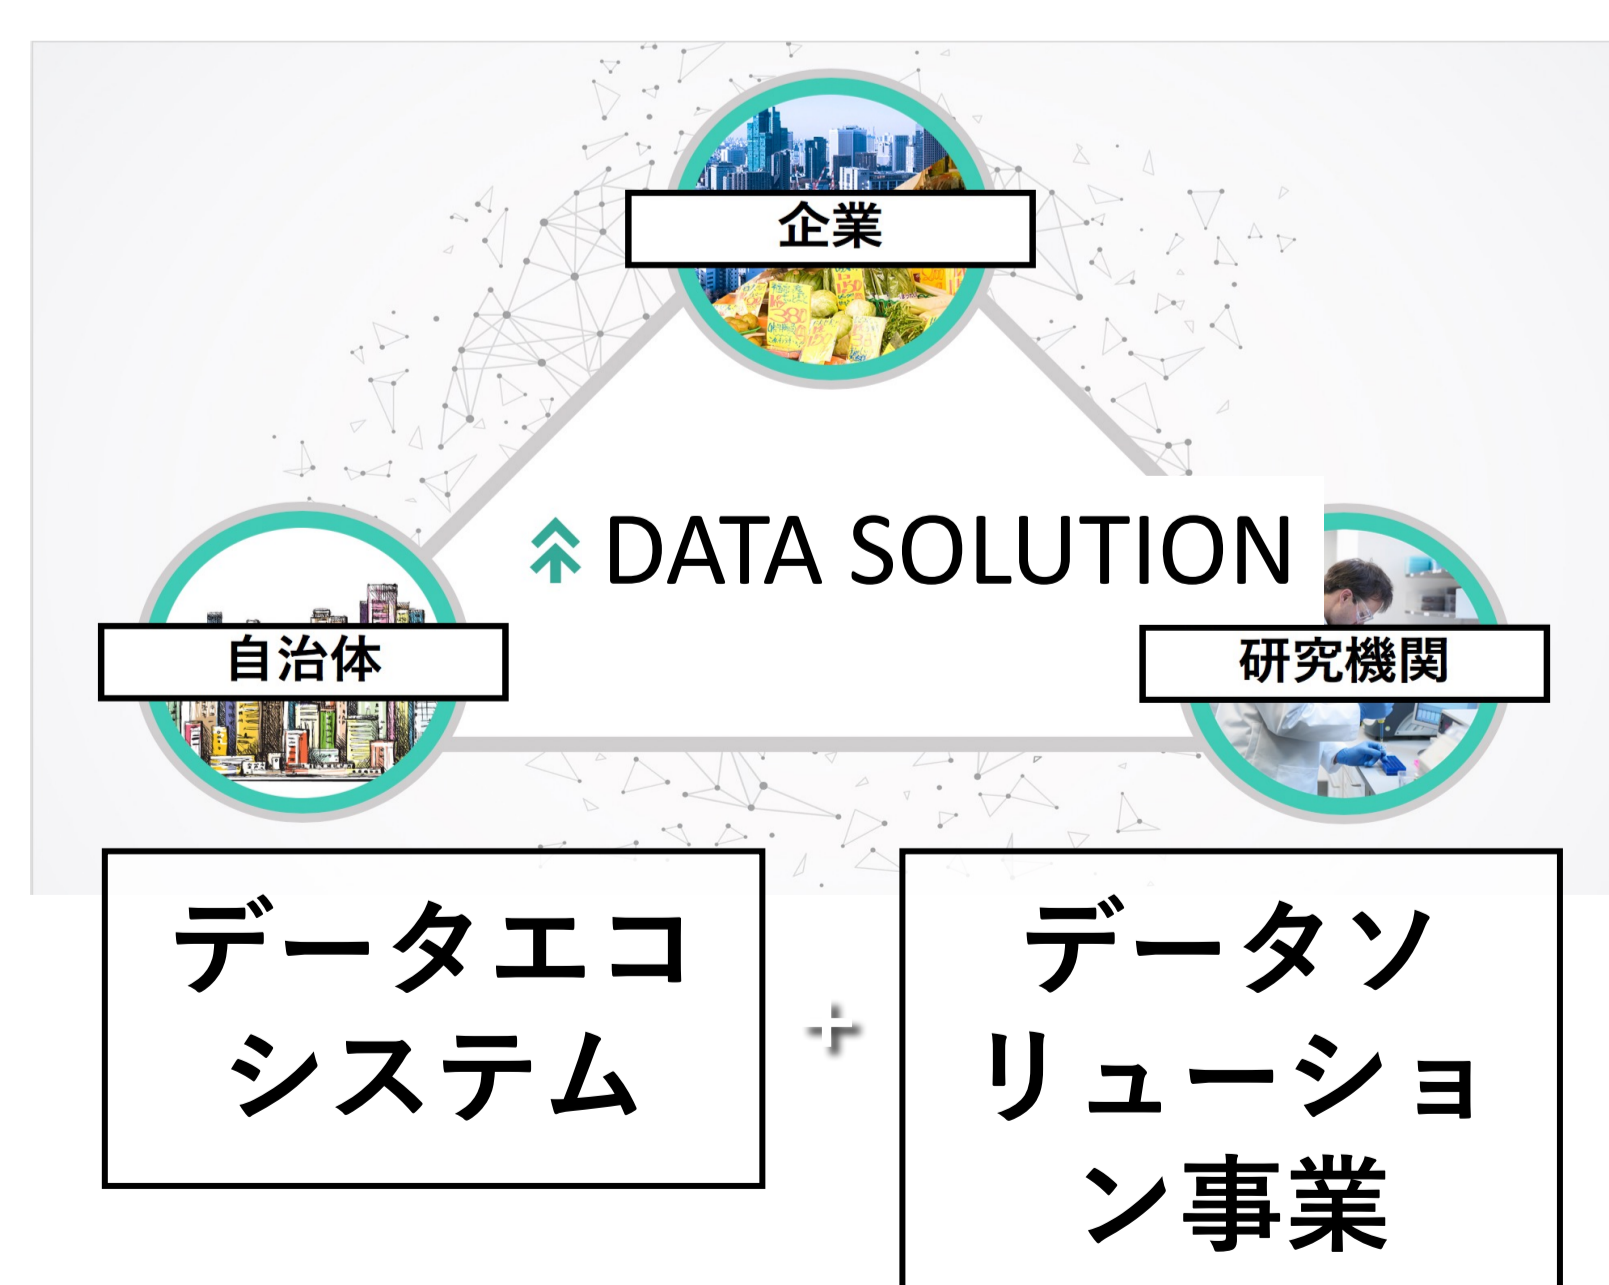 企業
DATA SOLUTION
自治体
研究機関
データエコ
システム
+
データソ
リューショ
ン事業